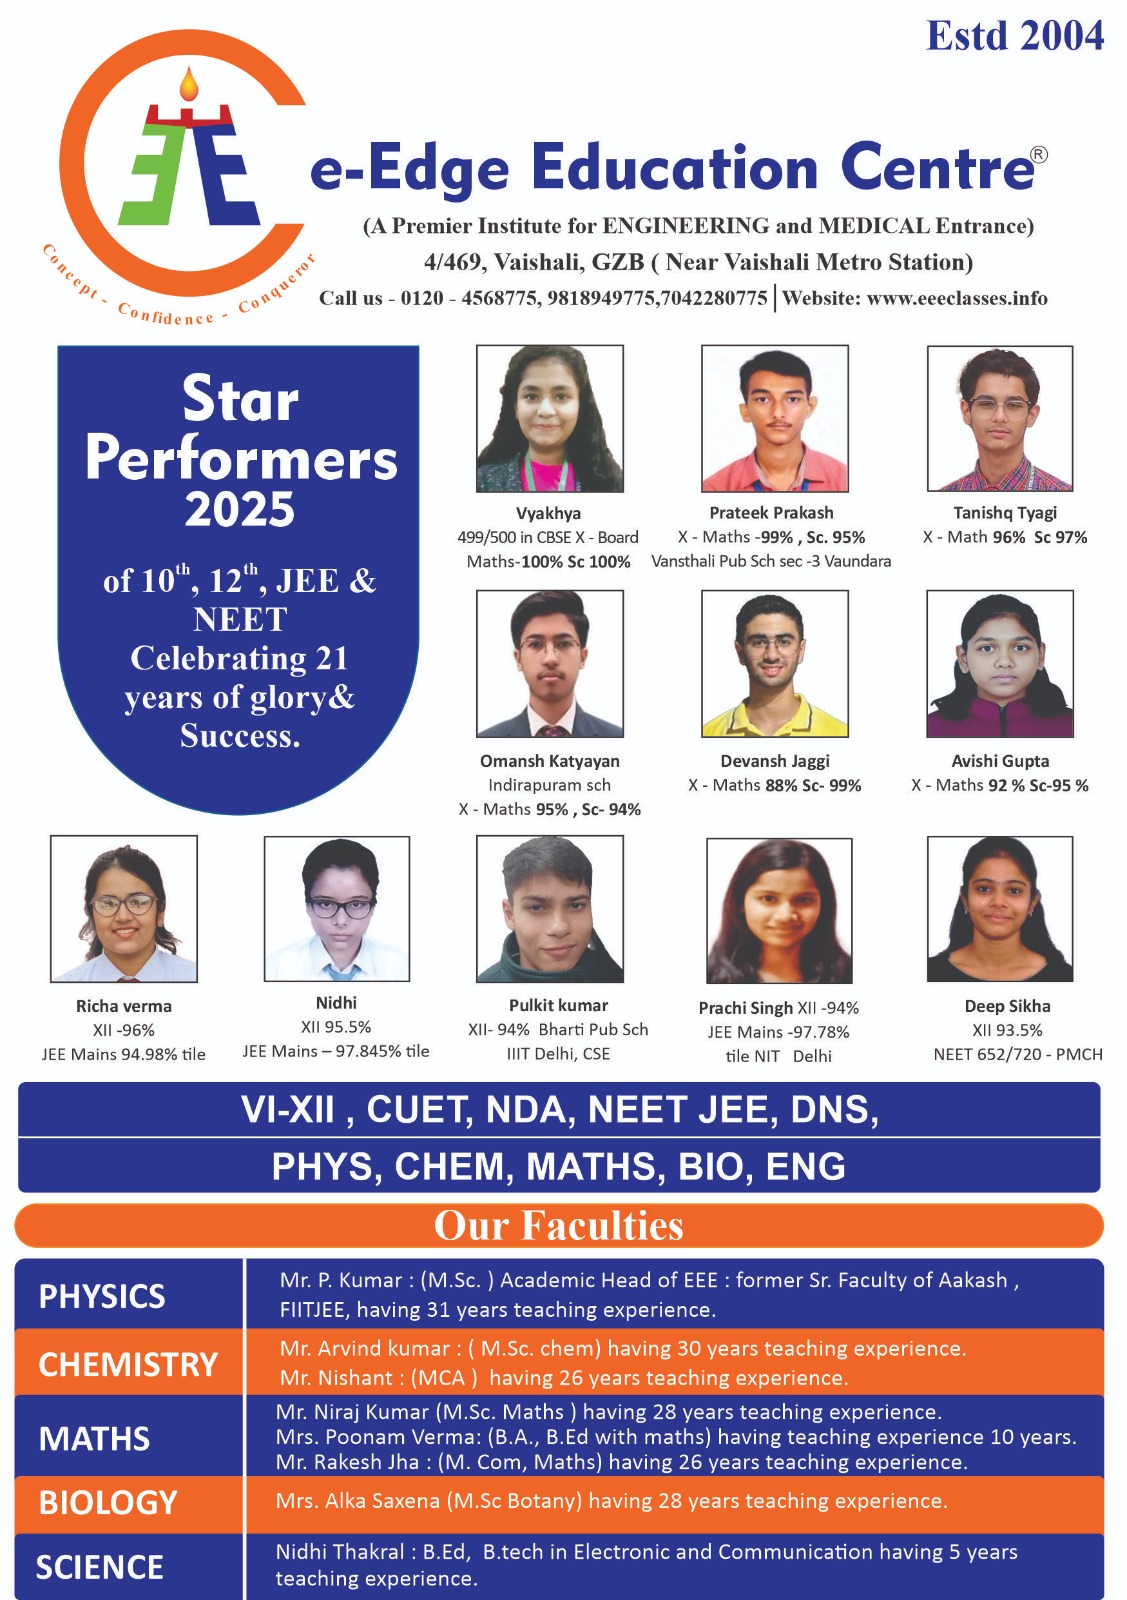 Estd 2004
e-Edge Education Centre®
(A Premier Institute for ENGINEERING and MEDICAL Entrance)
4/469, Vaishali, GZB ( Near Vaishali Metro Station)
Call us - 0120 - 4568775, 9818949775,7042280775 | Website: www.eeeclasses.info
Concept - Confidence - Conqueror
Star
Performers
2025
of 10th, 12th, JEE &
NEET
Celebrating 21
years of glory&
Success.
Vyakhya
499/500 in CBSE X - Board
Maths-100% Sc 100%
Prateek Prakash
X - Maths -99% , Sc. 95%
Vansthali Pub Sch sec -3 Vaundara
Tanishq Tyagi
X - Math 96% Sc 97%
Omansh Katyayan
Indirapuram sch
X - Maths 95% , Sc- 94%
Devansh Jaggi
X - Maths 88% Sc- 99%
Avishi Gupta
X - Maths 92 % Sc-95 %
Richa verma
XII -96%
JEE Mains 94.98% tile
Nidhi
XII 95.5%
JEE Mains – 97.845% tile
Pulkit kumar
XII- 94% Bharti Pub Sch
IIIT Delhi, CSE
Prachi Singh XII -94%
JEE Mains -97.78%
tile NIT Delhi
Deep Sikha
XII 93.5%
NEET 652/720 - PMCH
VI-XII , CUET, NDA, NEET JEE, DNS,
PHYS, CHEM, MATHS, BIO, ENG
Our Faculties
PHYSICS
Mr. P. Kumar : (M.Sc. ) Academic Head of EEE : former Sr. Faculty of Aakash ,
FIITJEE, having 31 years teaching experience.
CHEMISTRY
Mr. Arvind kumar : ( M.Sc. chem) having 30 years teaching experience.
Mr. Nishant : (MCA ) having 26 years teaching experience.
MATHS
Mr. Niraj Kumar (M.Sc. Maths ) having 28 years teaching experience.
Mrs. Poonam Verma: (B.A., B.Ed with maths) having teaching experience 10 years.
Mr. Rakesh Jha : (M. Com, Maths) having 26 years teaching experience.
BIOLOGY
Mrs. Alka Saxena (M.Sc Botany) having 28 years teaching experience.
SCIENCE
Nidhi Thakral : B.Ed, B.tech in Electronic and Communication having 5 years
teaching experience.